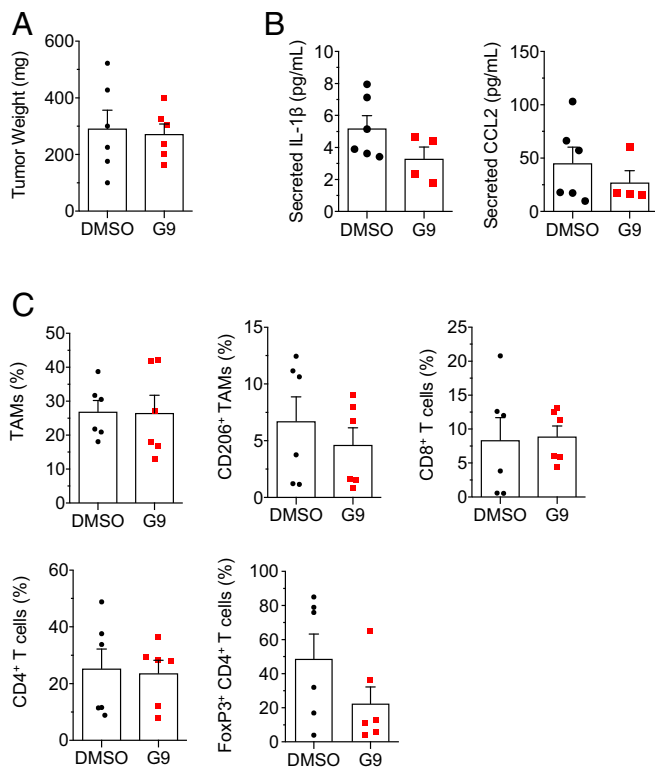 A
Tumor Weight (mg)
600
400
200
0
DMSO G9
B
Secreted IL-1β (pg/mL)
10
8
6
4
2
0
DMSO G9
Secreted CCL2 (pg/mL)
150
100
50
0
DMSO G9
C
TAMs (%)
50
40
30
20
10
0
DMSO G9
CD206+ TAMs (%)
15
10
5
0
DMSO G9
CD8+ T cells (%)
25
20
15
10
5
0
DMSO G9
CD4+ T cells (%)
60
40
20
0
DMSO G9
FoxP3+ CD4+ T cells (%)
100
80
60
40
20
0
DMSO G9